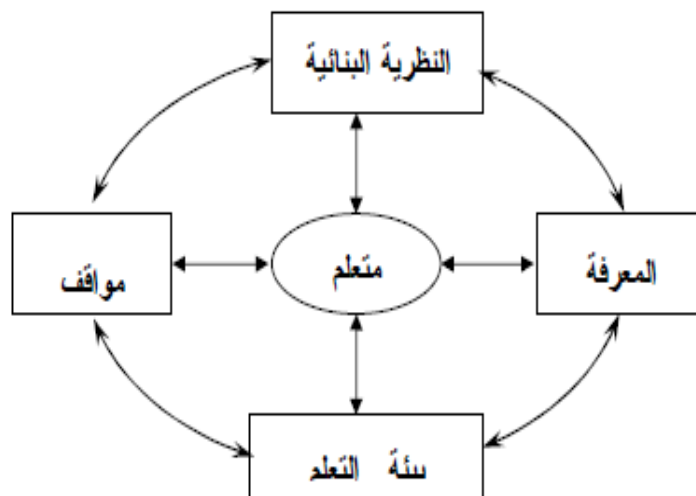 النظرية البنائية
المعرفة
متعلم
مواقف
بيئة التعلم